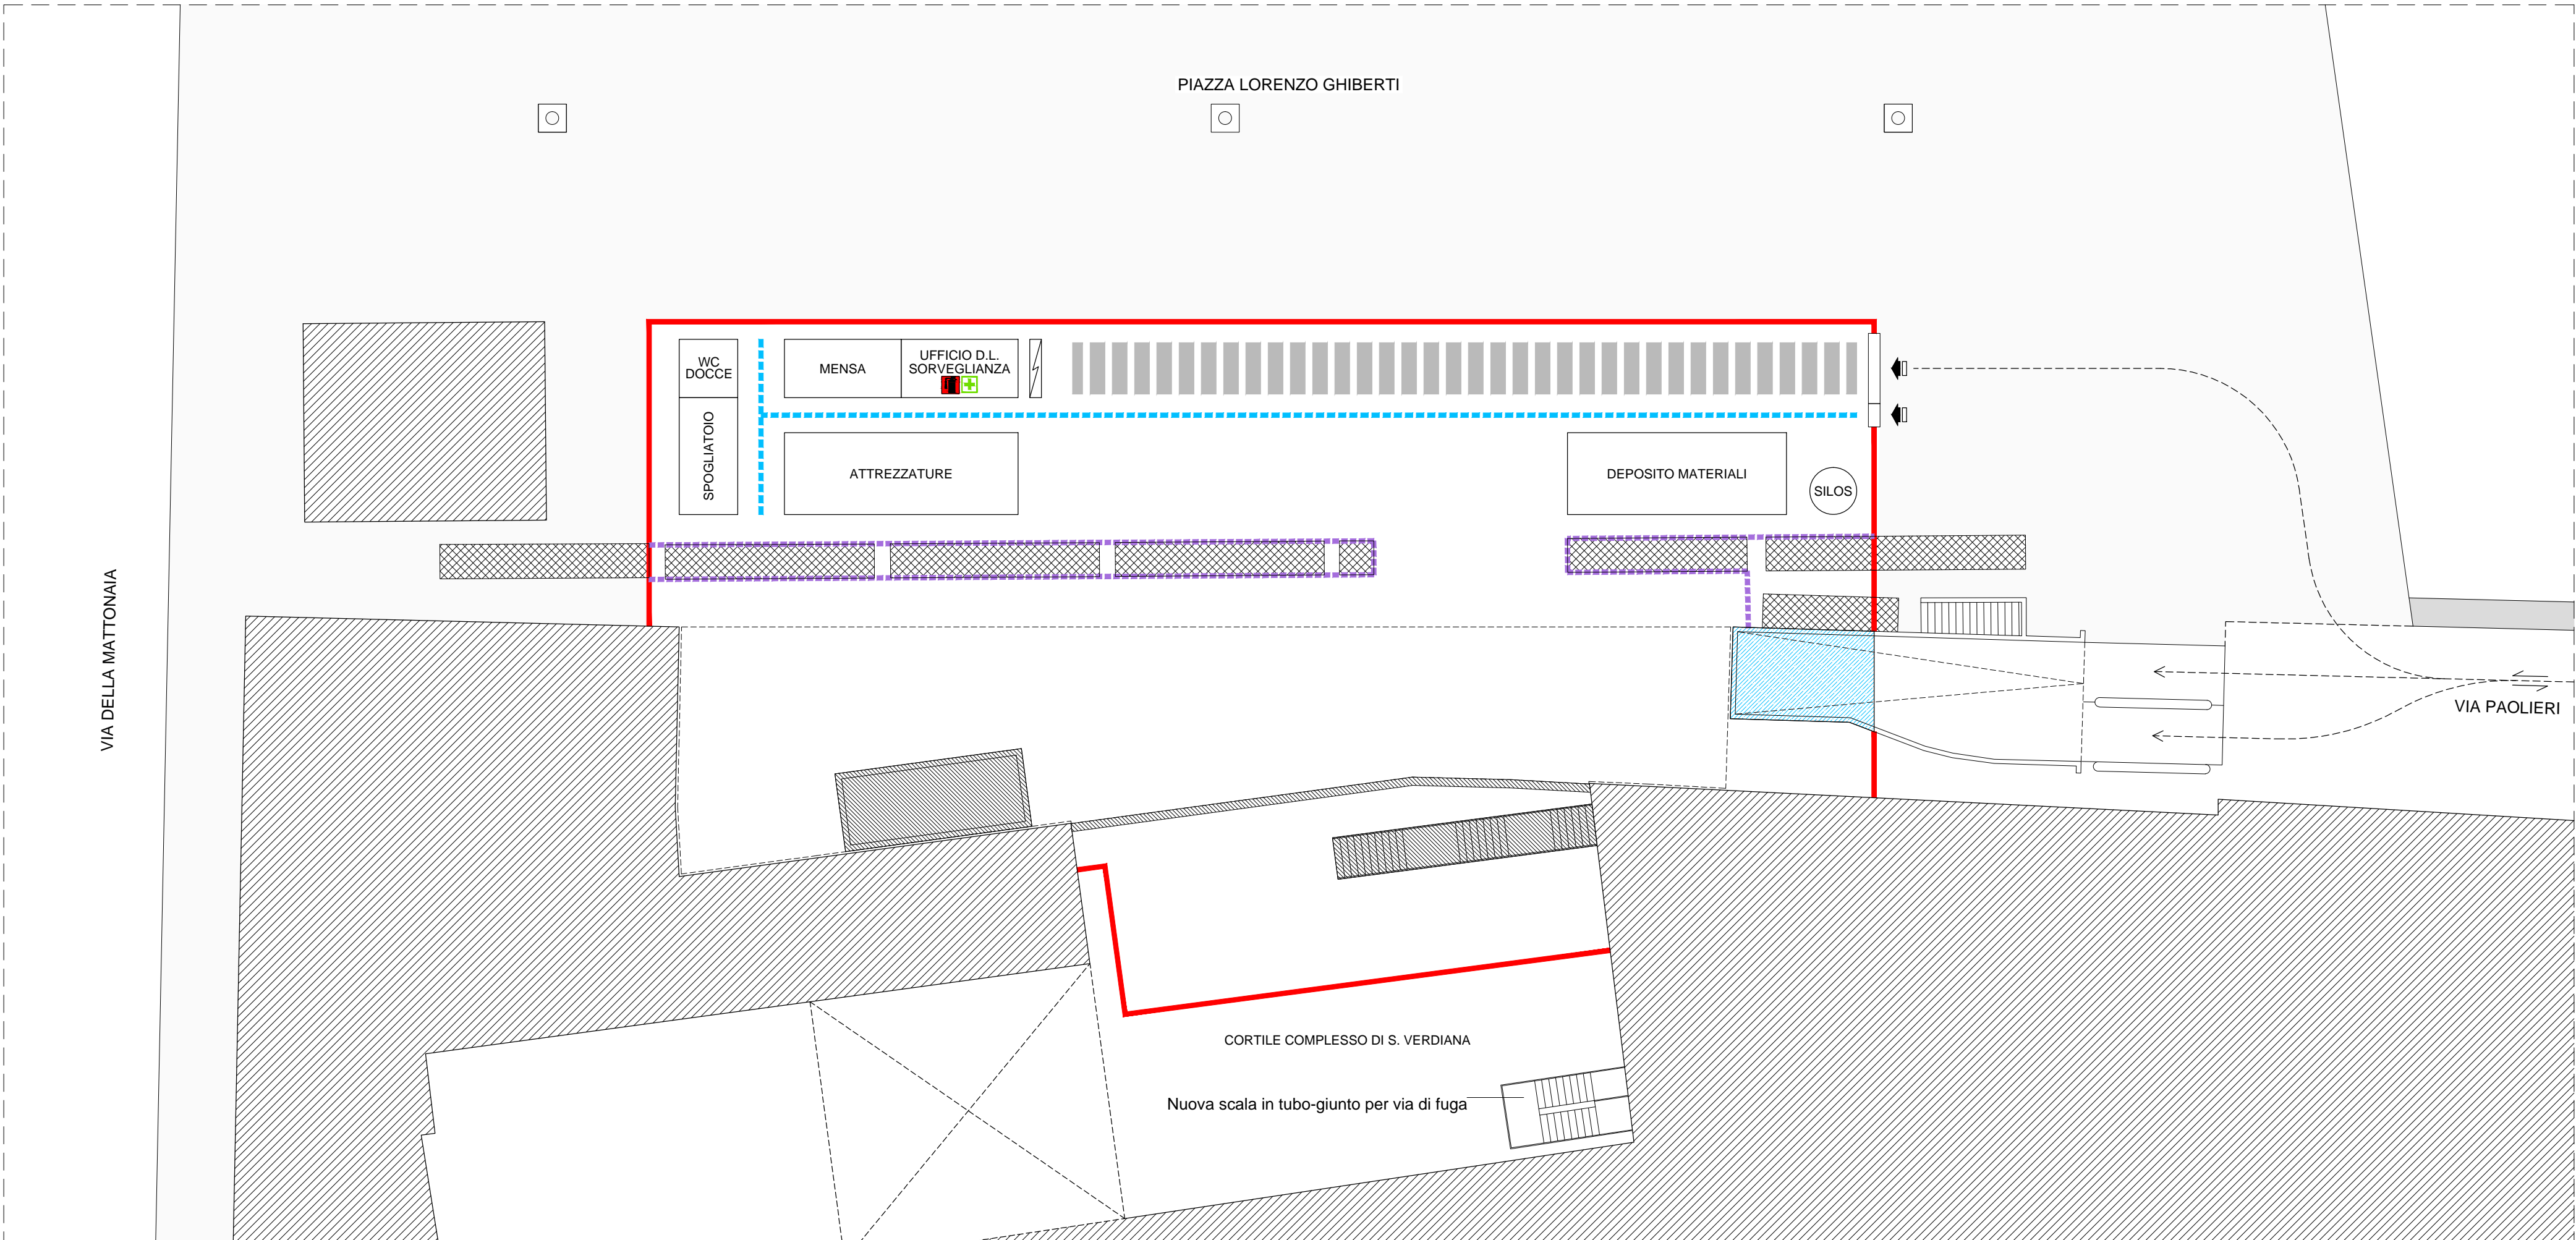 PIAZZA LORENZO GHIBERTI
WC
DOCCE
MENSA
UFFICIO D.L.
SORVEGLIANZA
SPOGLIATOIO
ATTREZZATURE
DEPOSITO MATERIALI
SILOS
VIA DELLA MATTONAIA
VIA PAOLIERI
CORTILE COMPLESSO DI S. VERDIANA
Nuova scala in tubo-giunto per via di fuga